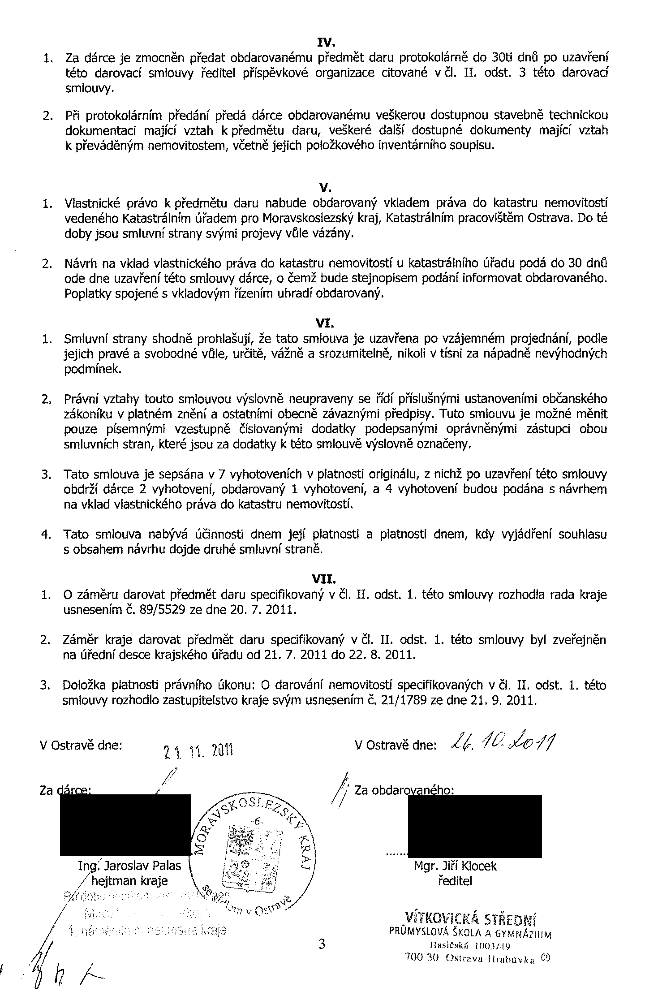 IV.
1. Za dárce je zmocněn předat obdarovanému předmět daru protokolárně do 30ti dnů po uzavření
této darovací smlouvy ředitel příspěvkové organizace citované v čl. II. odst. 3 této darovací
smlouvy.
2. Při protokolárním předání předá dárce obdarovanému veškerou dostupnou stavebně technickou
dokumentaci mající vztah k předmětu daru, veškeré další dostupné dokumenty mající vztah
k převáděným nemovitostem, včetně jejich položkového inventárního soupisu.
V.
1. Vlastnické právo k předmětu daru nabude obdarovaný vkladem práva do katastru nemovitostí
vedeného Katastrálním úřadem pro Moravskoslezský kraj, Katastrálním pracovištěm Ostrava. Do té
doby jsou smluvní strany svými projevy vůle vázány.
2. Návrh na vklad vlastnického práva do katastru nemovitostí u katastrálního úřadu podá do 30 dnů
ode dne uzavření této smlouvy dárce, o čemž bude stejnopisem podání informovat obdarovaného.
Poplatky spojené s vkladovým řízením uhradí obdarovaný.
VI.
1. Smluvní strany shodně prohlašují, že tato smlouva je uzavřena po vzájemném projednání, podle
jejich pravé a svobodné vůle, určitě, vážně a srozumitelně, nikoli v tísni za nápadně nevýhodných
podmínek.
2. Právní vztahy touto smlouvou výslovně neupraveny se řídí příslušnými ustanoveními občanského
zákoníku v platném znění a ostatními obecně závaznými předpisy. Tuto smlouvu je možné měnit
pouze písemnými vzestupně číslovanými dodatky podepsanými oprávněnými zástupci obou
smluvních stran, které jsou za dodatky k této smlouvě výslovně označeny.
3. Tato smlouva je sepsána v 7 vyhotoveních v platnosti originálu, z nichž po uzavření této smlouvy
obdrží dárce 2 vyhotovení, obdarovaný 1 vyhotovení, a 4 vyhotovení budou podána s návrhem
na vklad vlastnického práva do katastru nemovitostí.
4. Tato smlouva nabývá účinnosti dnem její platnosti a platnosti dnem, kdy vyjádření souhlasu
s obsahem návrhu dojde druhé smluvní straně.
VII.
1. O záměru darovat předmět daru specifikovaný v čl. II. odst. 1. této smlouvy rozhodla rada kraje
usnesením č. 89/5529 ze dne 20. 7. 2011.
2. Záměr kraje darovat předmět daru specifikovaný v čl. II. odst. 1. této smlouvy byl zveřejněn
na úřední desce krajského úřadu od 21. 7. 2011 do 22. 8. 2011.
3. Doložka platnosti právního úkonu: O darování nemovitostí specifikovaných v čl. II. odst. 1. této
smlouvy rozhodlo zastupitelstvo kraje svým usnesením č. 21/1789 ze dne 21. 9. 2011.
V Ostravě dne: 21 11. 2011 V Ostravě dne: 26. 10. 2011
Za dárce: Za obdarovaného:
MORAVSKOSLEZSKÝ KRAJ
-6-
se sídlem v Ostravě
Ing. Jaroslav Palas Mgr. Jiří Klocek
hejtman kraje ředitel
Po dobu
1. náměstkem hejtmana kraje
VÍTKOVICKÁ STŘEDNÍ
PRŮMYSLOVÁ ŠKOLA A GYMNÁZIUM
Hasičská 1003/49
700 30 Ostrava-Hrabůvka ②
3